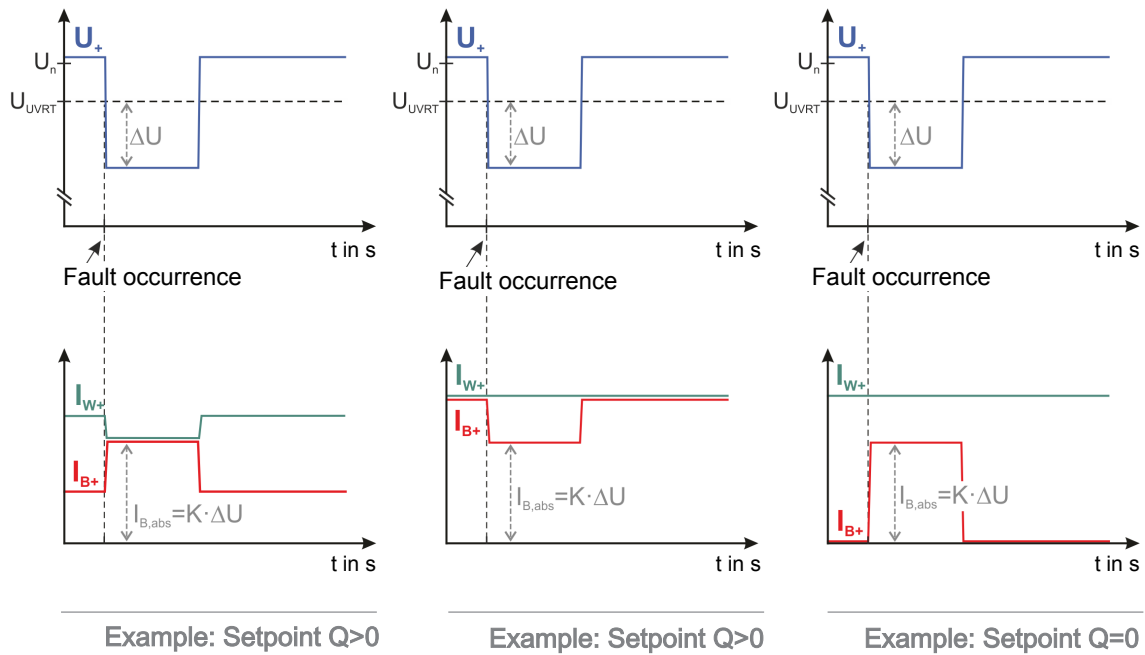 U+
Un
UUVRT
ΔU
t in s
Fault occurrence
U+
Un
UUVRT
ΔU
t in s
Fault occurrence
U+
Un
UUVRT
ΔU
t in s
Fault occurrence
IW+
IB+
IB,abs=K·ΔU
t in s
IW+
IB+
IB,abs=K·ΔU
t in s
IW+
IB,abs=K·ΔU
IB+
t in s
Example: Setpoint Q>0
Example: Setpoint Q>0
Example: Setpoint Q=0